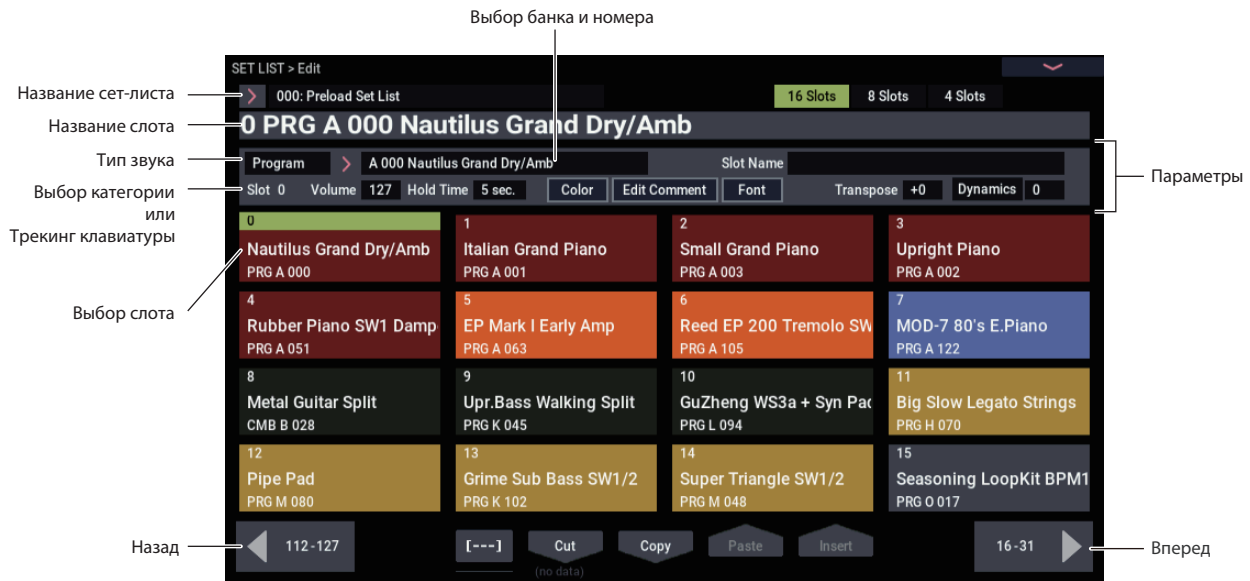 Выбор банка и номера
SET LIST > Edit
Название сет-листа
000: Preload Set List
16 Slots 8 Slots 4 Slots
Название слота
0 PRG A 000 Nautilus Grand Dry/Amb
Тип звука
Program A 000 Nautilus Grand Dry/Amb Slot Name
Параметры
Выбор категории
или
Трекинг клавиатуры
Slot 0 Volume 127 Hold Time 5 sec. Color Edit Comment Font Transpose +0 Dynamics 0
Выбор слота
0
Nautilus Grand Dry/Amb
PRG A 000
1
Italian Grand Piano
PRG A 001
2
Small Grand Piano
PRG A 003
3
Upright Piano
PRG A 002
4
Rubber Piano SW1 Damp
PRG A 051
5
EP Mark I Early Amp
PRG A 063
6
Reed EP 200 Tremolo SW
PRG A 105
7
MOD-7 80's E.Piano
PRG A 122
8
Metal Guitar Split
CMB B 028
9
Upr.Bass Walking Split
PRG K 045
10
GuZheng WS3a + Syn Pad
PRG L 094
11
Big Slow Legato Strings
PRG H 070
12
Pipe Pad
PRG M 080
13
Grime Sub Bass SW1/2
PRG K 102
14
Super Triangle SW1/2
PRG M 048
15
Seasoning LoopKit BPM1
PRG O 017
Назад
112-127 [---] Cut Copy Paste Insert 16-31
(no data)
Вперед